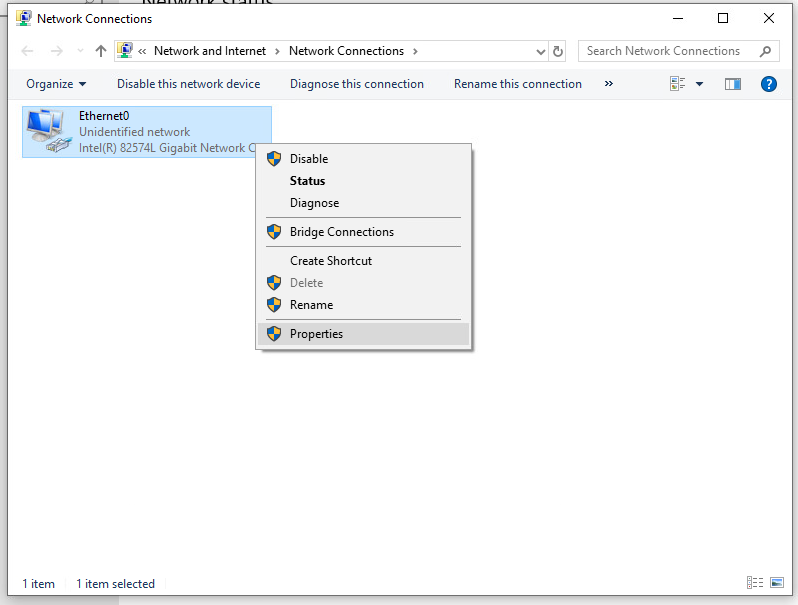 Network status
Network Connections
« Network and Internet > Network Connections >
Search Network Connections
Organize
Disable this network device
Diagnose this connection
Rename this connection
»
Ethernet0
Unidentified network
Intel(R) 82574L Gigabit Network C
Disable
Status
Diagnose
Bridge Connections
Create Shortcut
Delete
Rename
Properties
1 item
1 item selected